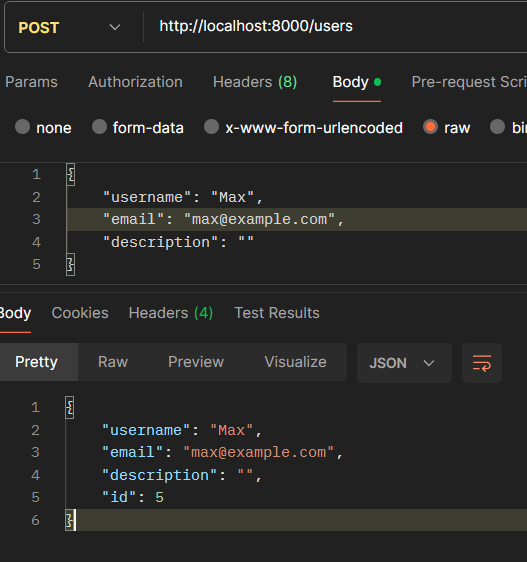 POST http://localhost:8000/users
Params Authorization Headers (8) Body Pre-request Scri
none form-data x-www-form-urlencoded raw bin
1 {
2 "username": "Max",
3 "email": "max@example.com",
4 "description": ""
5 }
Body Cookies Headers (4) Test Results
Pretty Raw Preview Visualize JSON
1 {
2 "username": "Max",
3 "email": "max@example.com",
4 "description": "",
5 "id": 5
6 }